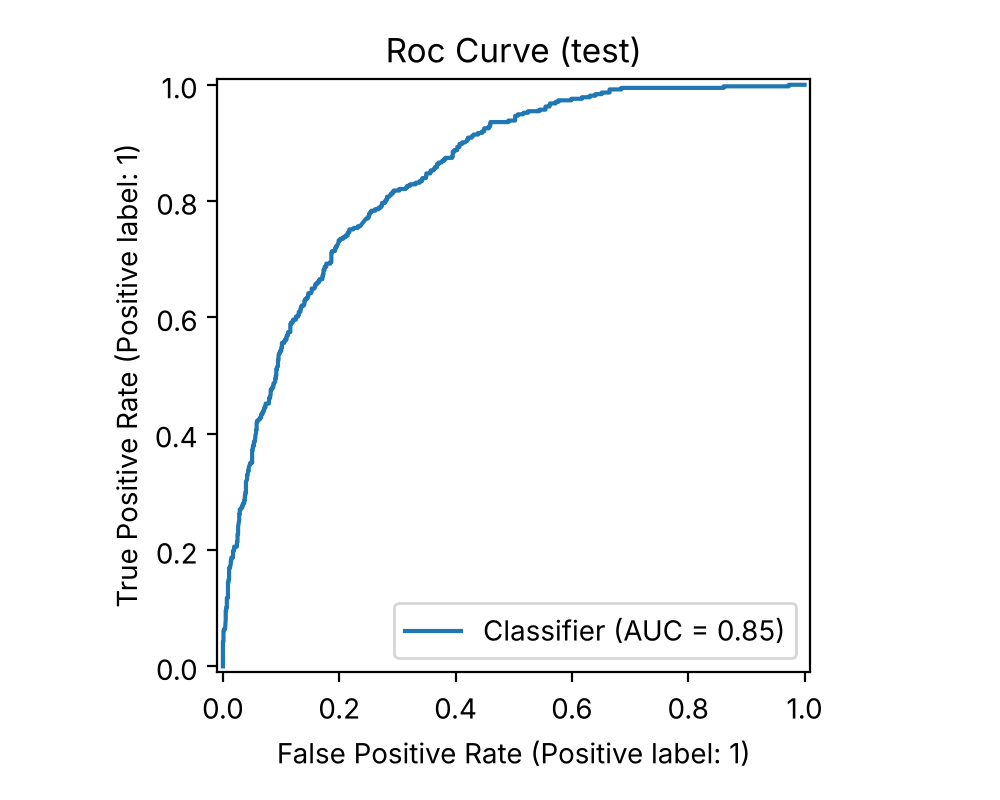 Roc Curve (test)
True Positive Rate (Positive label: 1)
1.0
0.8
0.6
0.4
0.2
0.0
Classifier (AUC = 0.85)
0.0 0.2 0.4 0.6 0.8 1.0
False Positive Rate (Positive label: 1)